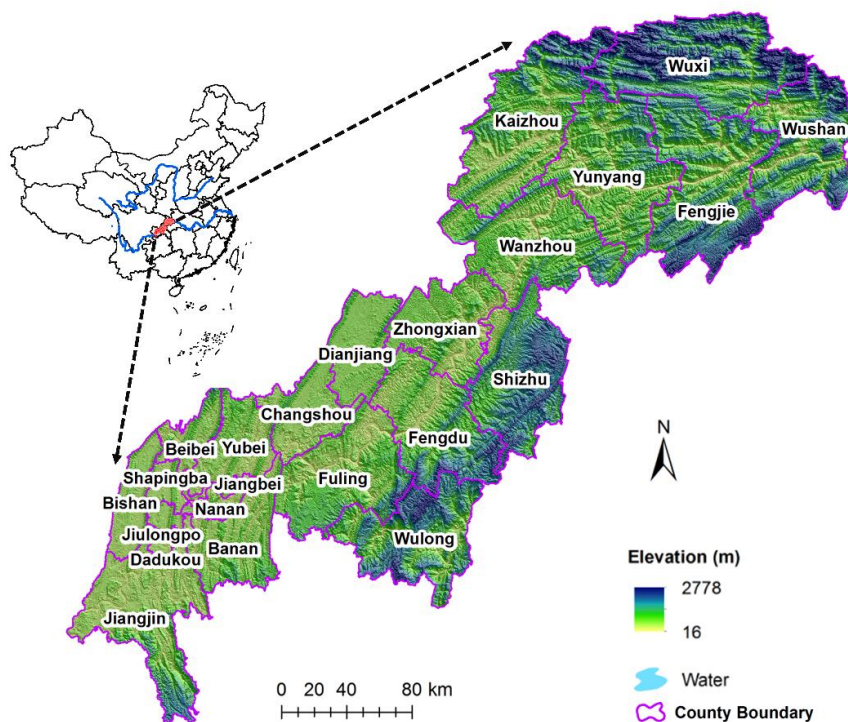 Wuxi
Kaizhou
Wushan
Yunyang
Fengjie
Wanzhou
Zhongxian
Dianjiang
Shizhu
Changshou
Beibei
Yubei
Fengdu
Shapingba
Jiangbei
Fuling
Bishan
Nanan
Jiulongpo
Banan
Wulong
Dadukou
Jiangjin
N
Elevation (m)
2778
16
Water
County Boundary
0 20 40 80 km